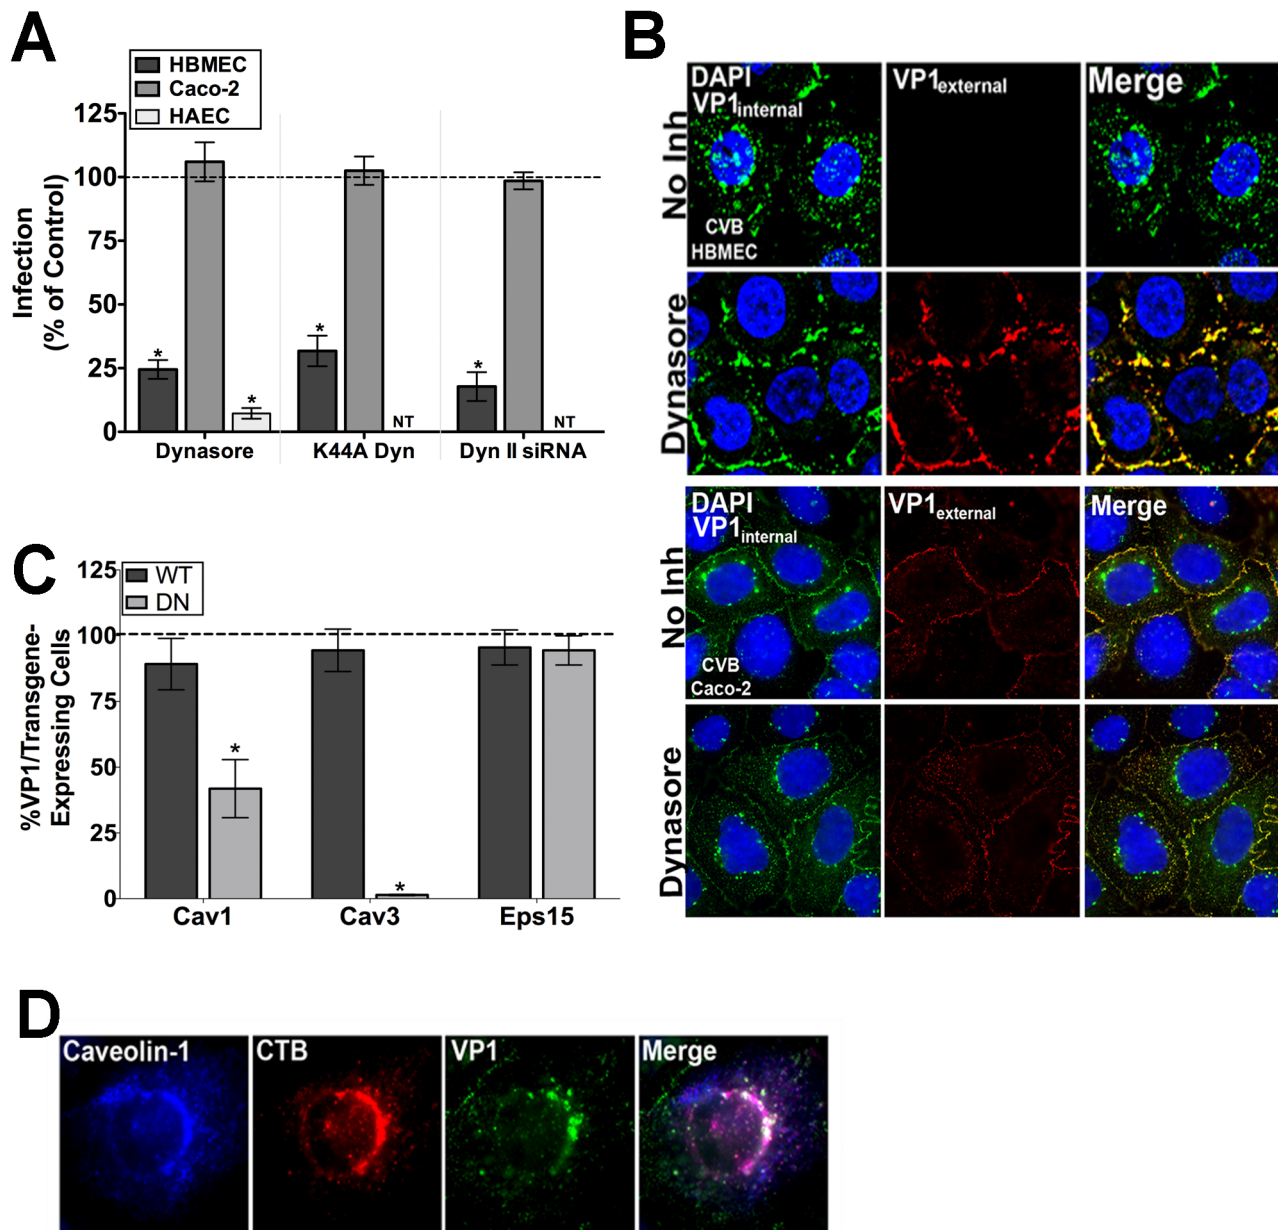 A
HBMEC
Caco-2
HAEC
125
100
75
50
25
0
Infection
(% of Control)
*
*
*
*
NT
NT
Dynasore
K44A Dyn
Dyn II siRNA
B
No Inh
DAPI
VP1internal
CVB
HBMEC
VP1external
Merge
Dynasore
No Inh
DAPI
VP1internal
CVB
Caco-2
VP1external
Merge
Dynasore
C
WT
DN
125
100
75
50
25
0
%VP1/Transgene-
Expressing Cells
*
*
Cav1
Cav3
Eps15
D
Caveolin-1
CTB
VP1
Merge